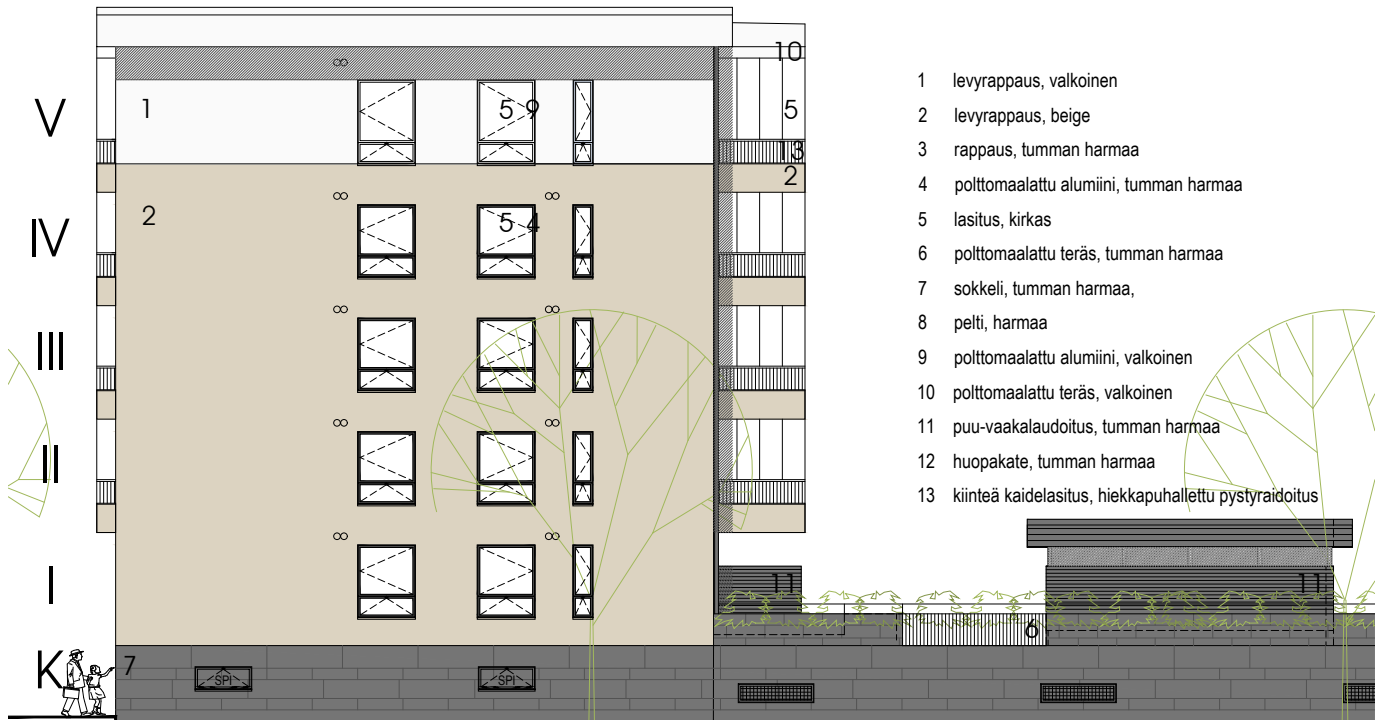 10
1 levyrappaus, valkoinen
2 levyrappaus, beige
3 rappaus, tumman harmaa
4 polttomaalattu alumiini, tumman harmaa
5 lasitus, kirkas
6 polttomaalattu teräs, tumman harmaa
7 sokkeli, tumman harmaa,
8 pelti, harmaa
9 polttomaalattu alumiini, valkoinen
10 polttomaalattu teräs, valkoinen
11 puu-vaakalaudoitus, tumman harmaa
12 huopakate, tumman harmaa
13 kiinteä kaidelasitus, hiekkapuhallettu pystyraidoitus
V 1 5 9 5
13
2
IV 2 5 4
III
II
I 11 11
6
K 7 SPI SPI